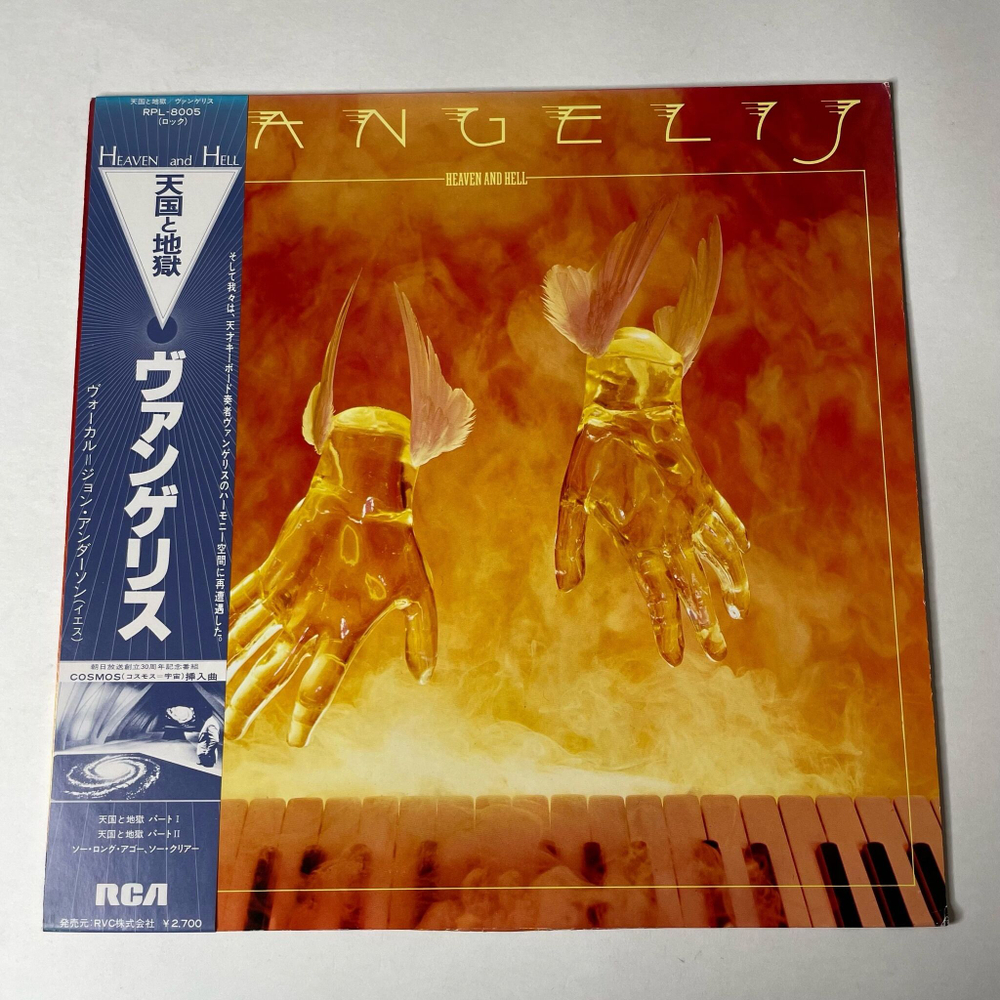 天国と地獄／ヴァンゲリス
RPL-8005
(ロック)
HEAVEN and HELL
天国と地獄
そして我々は、天才キーボード奏者ヴァンゲリスのハーモニー空間に再遭遇した。
ヴァンゲリス
ヴォーカル＝ジョン・アンダーソン(イエス)
朝日放送創立30周年記念番組
COSMOS(コスモス＝宇宙)挿入曲
天国と地獄 パートI
天国と地獄 パートII
ソー・ロング・アゴー、ソー・クリアー
RCA
発売元:RVC株式会社 ￥2,700
ANGELIS
HEAVEN AND HELL